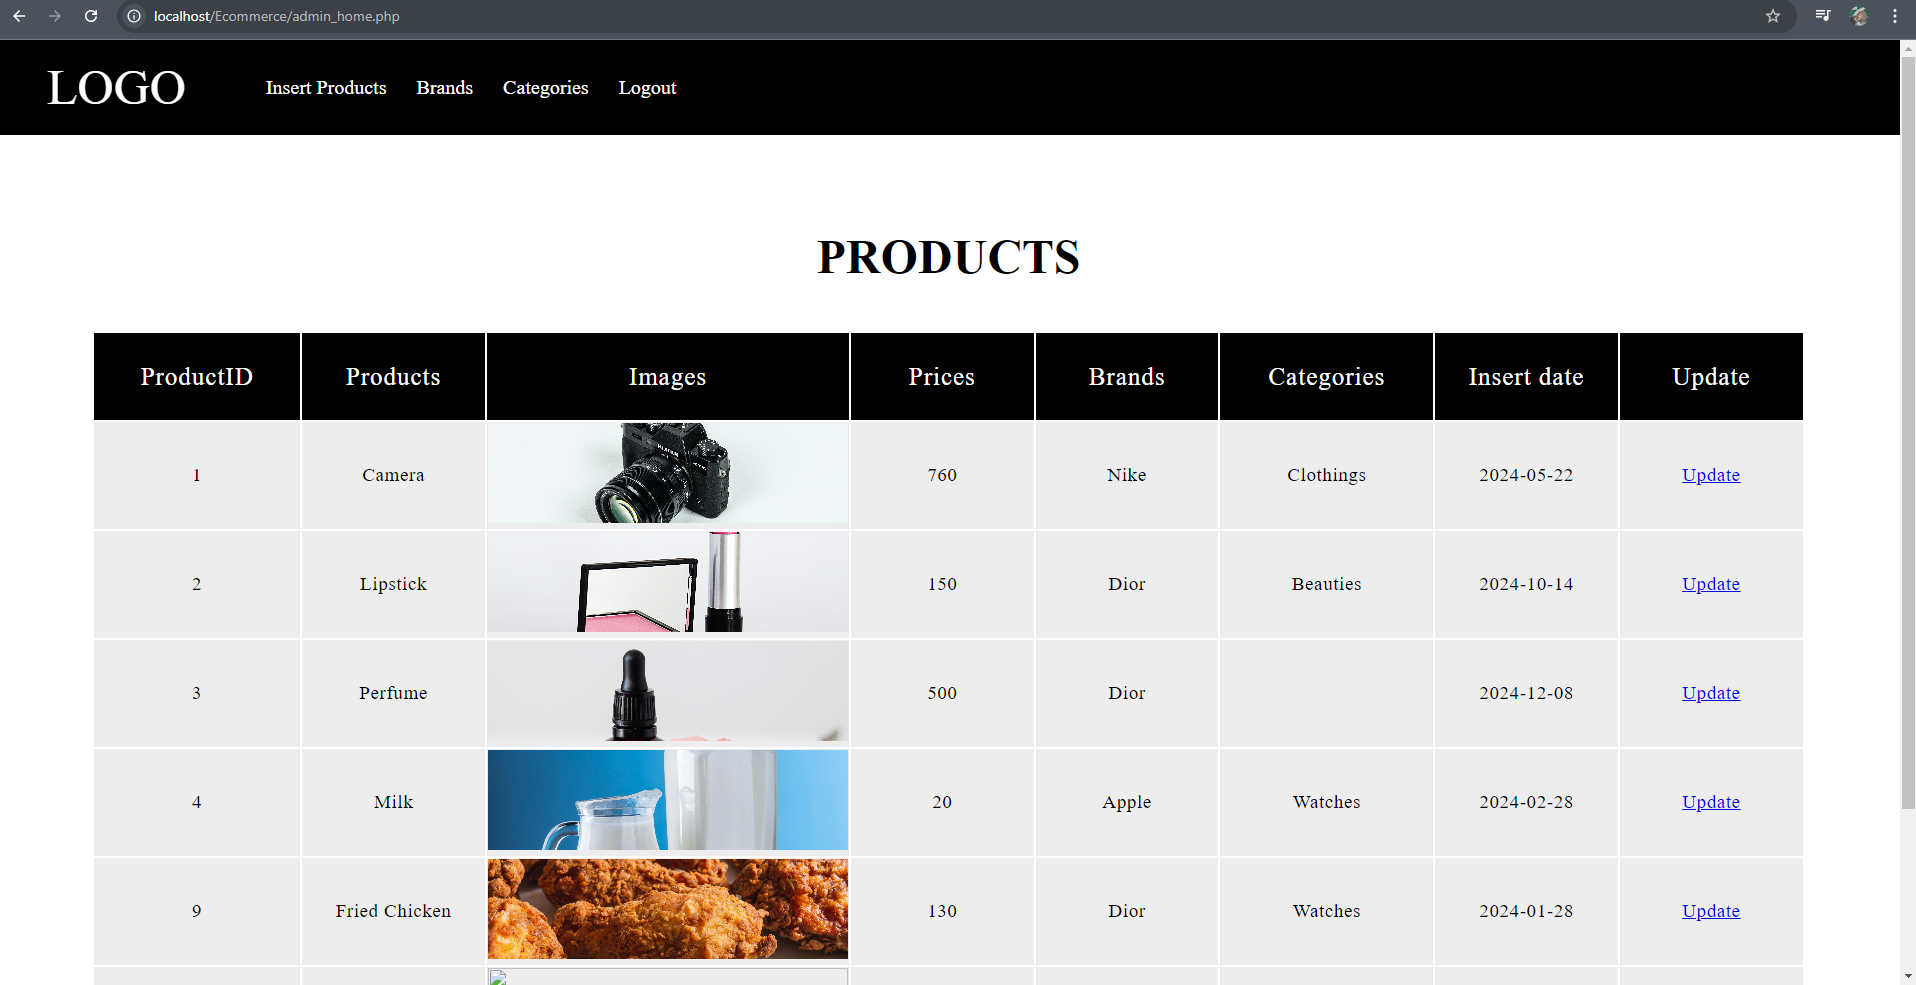 localhost/Ecommerce/admin_home.php
LOGO Insert Products Brands Categories Logout
PRODUCTS
ProductID Products Images Prices Brands Categories Insert date Update
1 Camera 760 Nike Clothings 2024-05-22 Update
2 Lipstick 150 Dior Beauties 2024-10-14 Update
3 Perfume 500 Dior 2024-12-08 Update
4 Milk 20 Apple Watches 2024-02-28 Update
9 Fried Chicken 130 Dior Watches 2024-01-28 Update